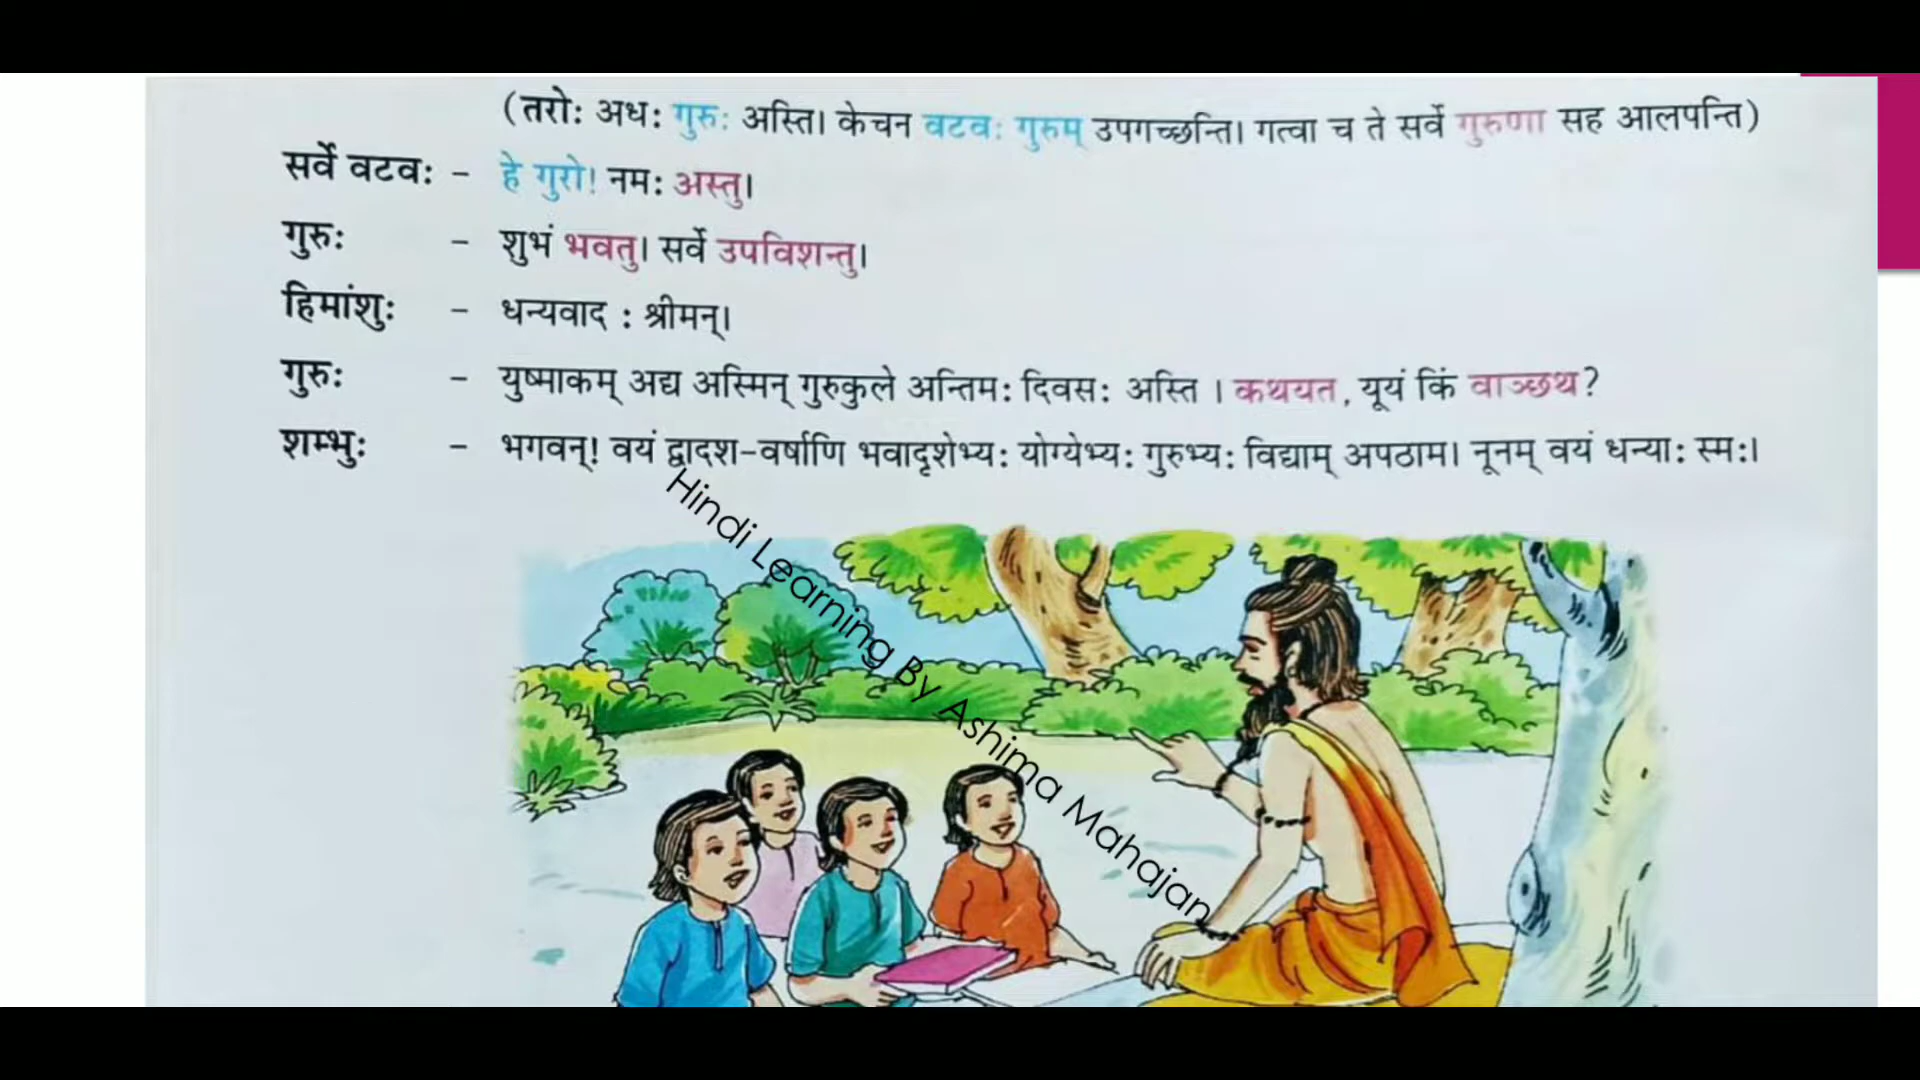 (तरोः अधः गुरुः अस्ति। केचन वटवः गुरुम् उपगच्छन्ति। गत्वा च ते सर्वे गुरुणा सह आलपन्ति)
सर्वे वटवः – हे गुरो! नमः अस्तु।
गुरुः – शुभं भवतु। सर्वे उपविशन्तु।
हिमांशुः – धन्यवाद : श्रीमन्।
गुरुः – युष्माकम् अद्य अस्मिन् गुरुकुले अन्तिमः दिवसः अस्ति । कथयत, यूयं किं वाञ्छथ?
शम्भुः – भगवन्! वयं द्वादश-वर्षाणि भवादृशेभ्यः योग्येभ्यः गुरुभ्यः विद्याम् अपठाम। नूनम् वयं धन्याः स्मः।
Hindi Learning By Ashima Mahajan